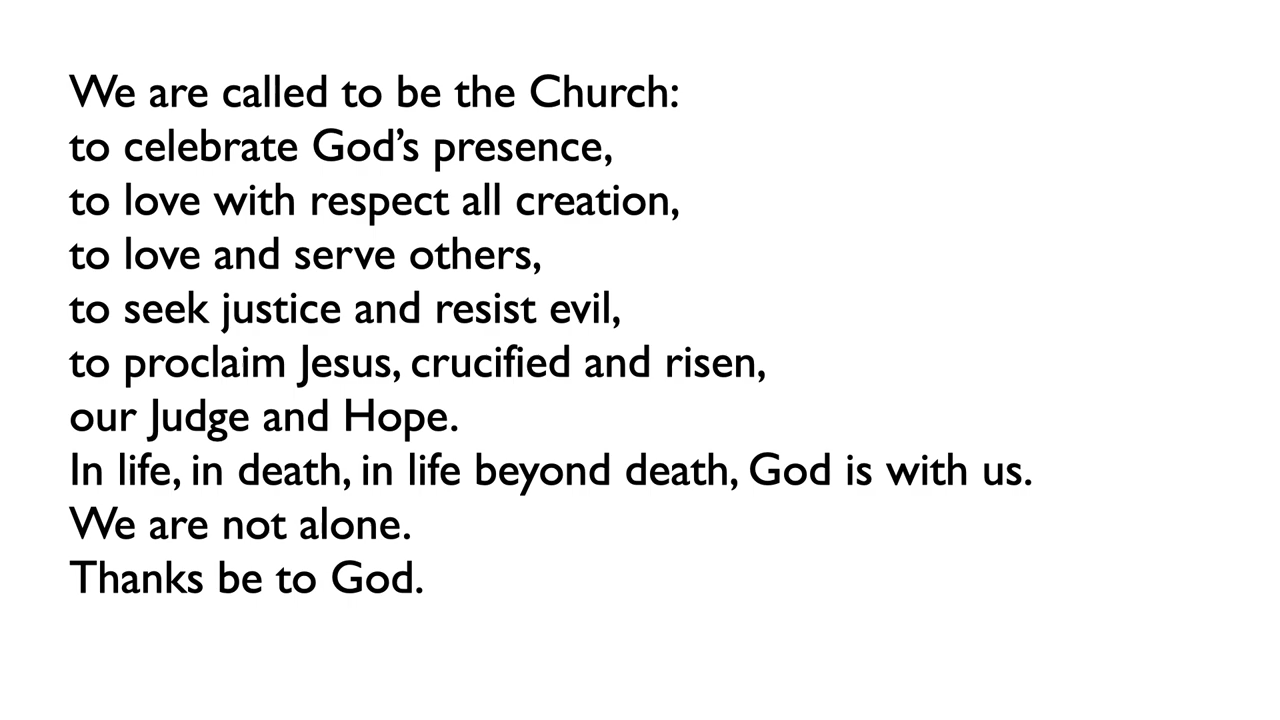 We are called to be the Church:
to celebrate God’s presence,
to love with respect all creation,
to love and serve others,
to seek justice and resist evil,
to proclaim Jesus, crucified and risen,
our Judge and Hope.
In life, in death, in life beyond death, God is with us.
We are not alone.
Thanks be to God.